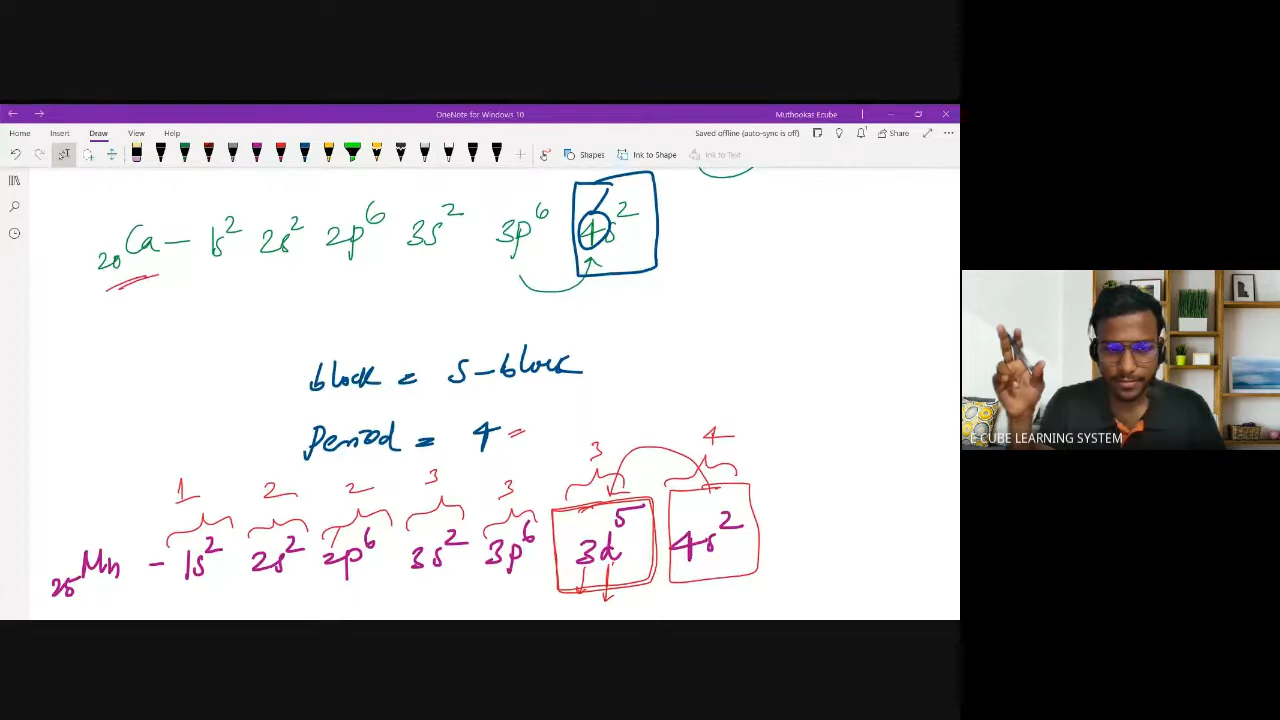 OneNote for Windows 10
Muthookas Ecube
Home Insert Draw View Help
Saved offline (auto-sync is off)
Share
Shapes
Ink to Shape
Ink to Text
20Ca - 1s² 2s² 2p⁶ 3s² 3p⁶ 4s²
block = s-block
Period = 4
1 2 2 3 3 3 4
25Mn - 1s² 2s² 2p⁶ 3s² 3p⁶ 3d⁵ 4s²
E CUBE LEARNING SYSTEM